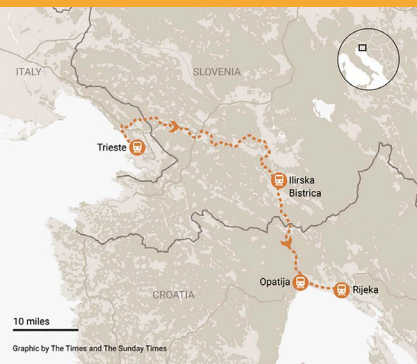 ITALY
SLOVENIA
Trieste
Ilirska
Bistrica
Opatija
Rijeka
CROATIA
10 miles
Graphic by The Times and The Sunday Times